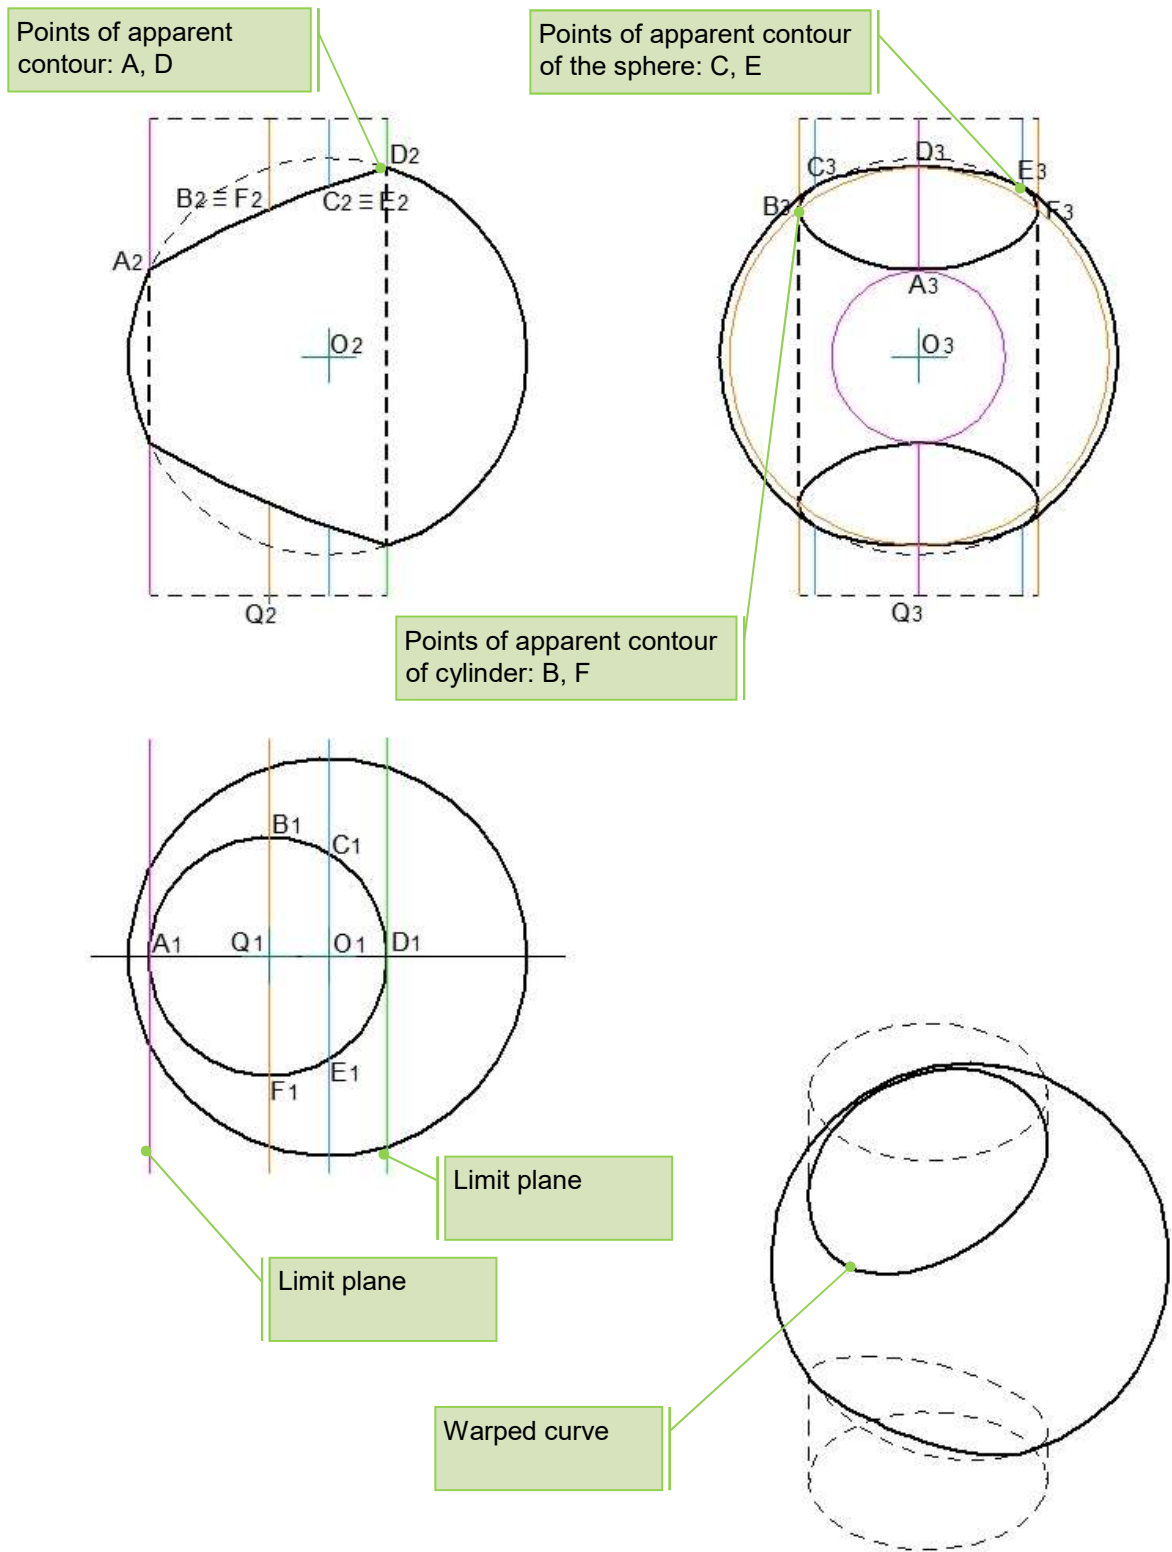 Points of apparent
contour: A, D
Points of apparent contour
of the sphere: C, E
D2
B2 ≡ F2
C2 ≡ E2
A2
O2
Q2
D3
C3
E3
B3
F3
A3
O3
Q3
Points of apparent contour
of cylinder: B, F
B1
C1
A1
Q1
O1
D1
E1
F1
Limit plane
Limit plane
Warped curve